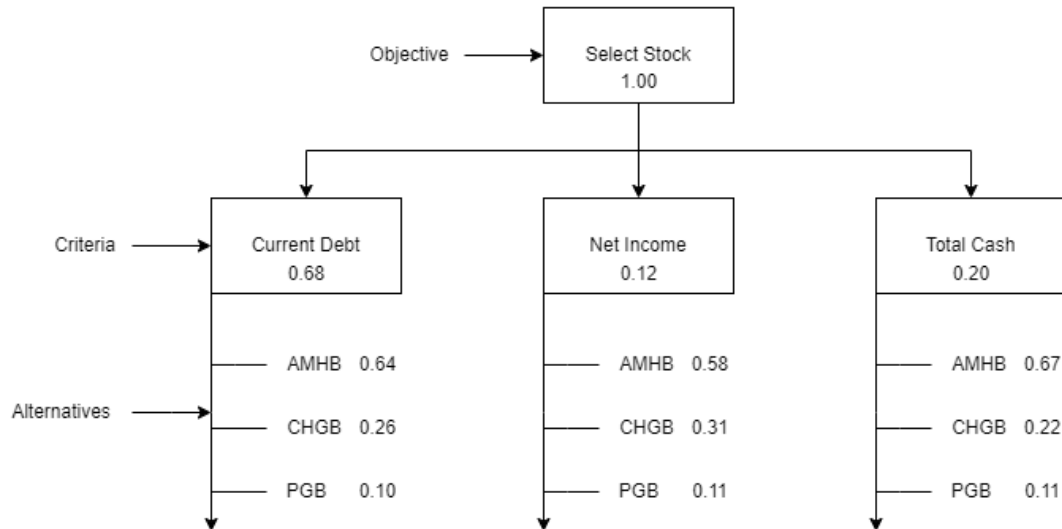 Objective
Select Stock
1.00
Criteria
Current Debt
0.68
Net Income
0.12
Total Cash
0.20
Alternatives
AMHB 0.64
CHGB 0.26
PGB 0.10
AMHB 0.58
CHGB 0.31
PGB 0.11
AMHB 0.67
CHGB 0.22
PGB 0.11